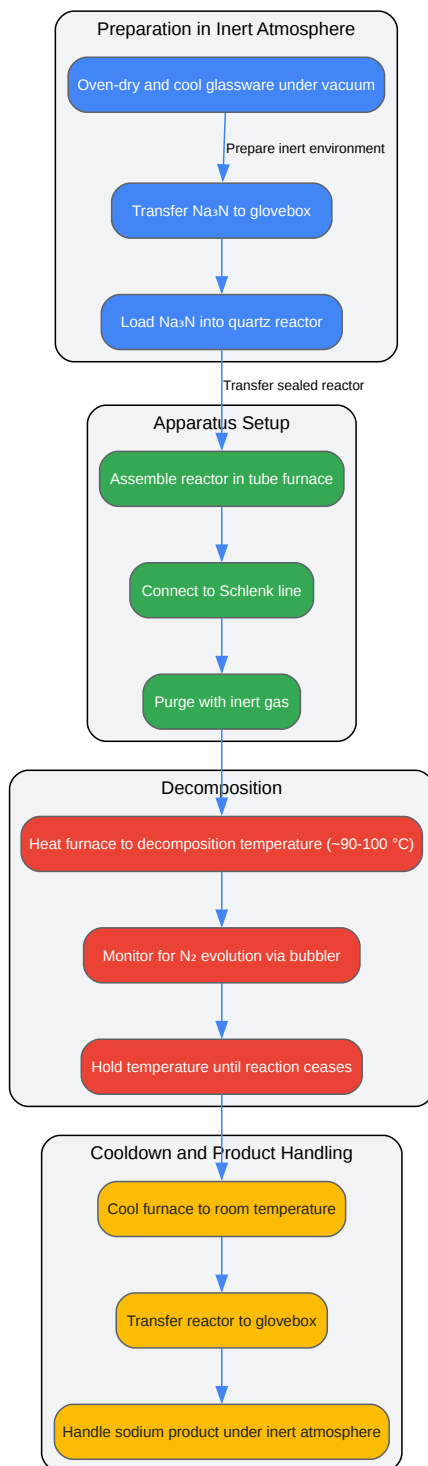 Preparation in Inert Atmosphere
Oven-dry and cool glassware under vacuum
Prepare inert environment
Transfer Na₃N to glovebox
Load Na₃N into quartz reactor
Transfer sealed reactor
Apparatus Setup
Assemble reactor in tube furnace
Connect to Schlenk line
Purge with inert gas
Decomposition
Heat furnace to decomposition temperature (~90-100 °C)
Monitor for N₂ evolution via bubbler
Hold temperature until reaction ceases
Cooldown and Product Handling
Cool furnace to room temperature
Transfer reactor to glovebox
Handle sodium product under inert atmosphere